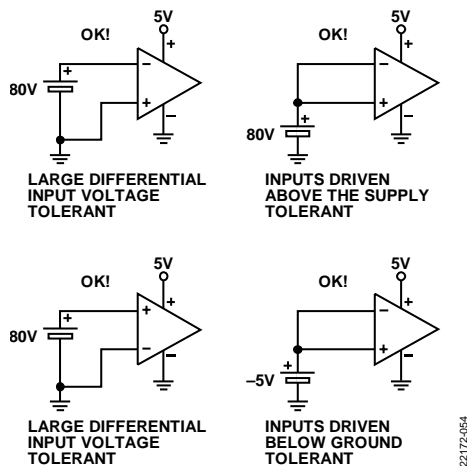 5V
OK!
+
+
−
80V
+
−
LARGE DIFFERENTIAL
INPUT VOLTAGE
TOLERANT
5V
OK!
+
−
+
+
80V
−
INPUTS DRIVEN
ABOVE THE SUPPLY
TOLERANT
5V
OK!
+
+
+
80V
−
−
LARGE DIFFERENTIAL
INPUT VOLTAGE
TOLERANT
5V
OK!
+
−
+
+
−5V
−
INPUTS DRIVEN
BELOW GROUND
TOLERANT
22172-054